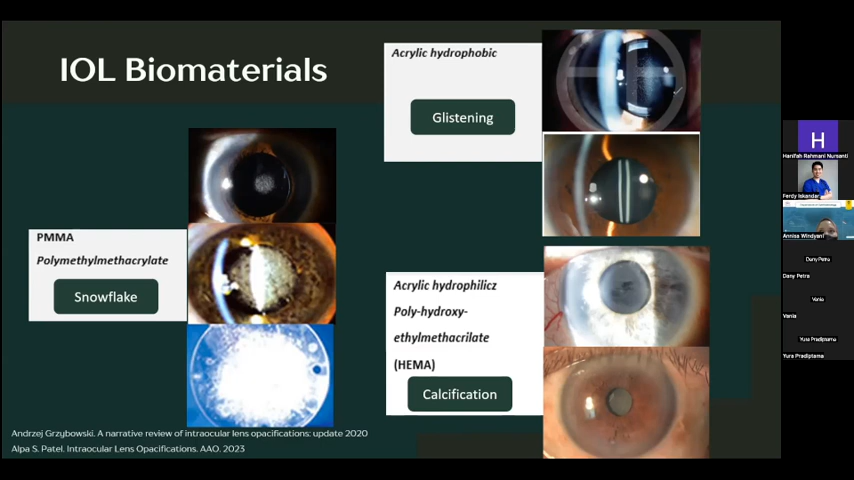 IOL Biomaterials
Acrylic hydrophobic
Glistening
PMMA
Polymethylmethacrylate
Snowflake
Acrylic hydrophilicz
Poly-hydroxy-
ethylmethacrilate
(HEMA)
Calcification
Andrzej Grzybowski. A narrative review of intraocular lens opacifications: update 2020
Alpa S. Patel. Intraocular Lens Opacifications. AAO. 2023
H
Hanifah Rahmani Nursanti
Ferdy Iskandar
Annisa Windyani
Dany Petra
Dany Petra
Vania
Vania
Yura Pradiptama
Yura Pradiptama